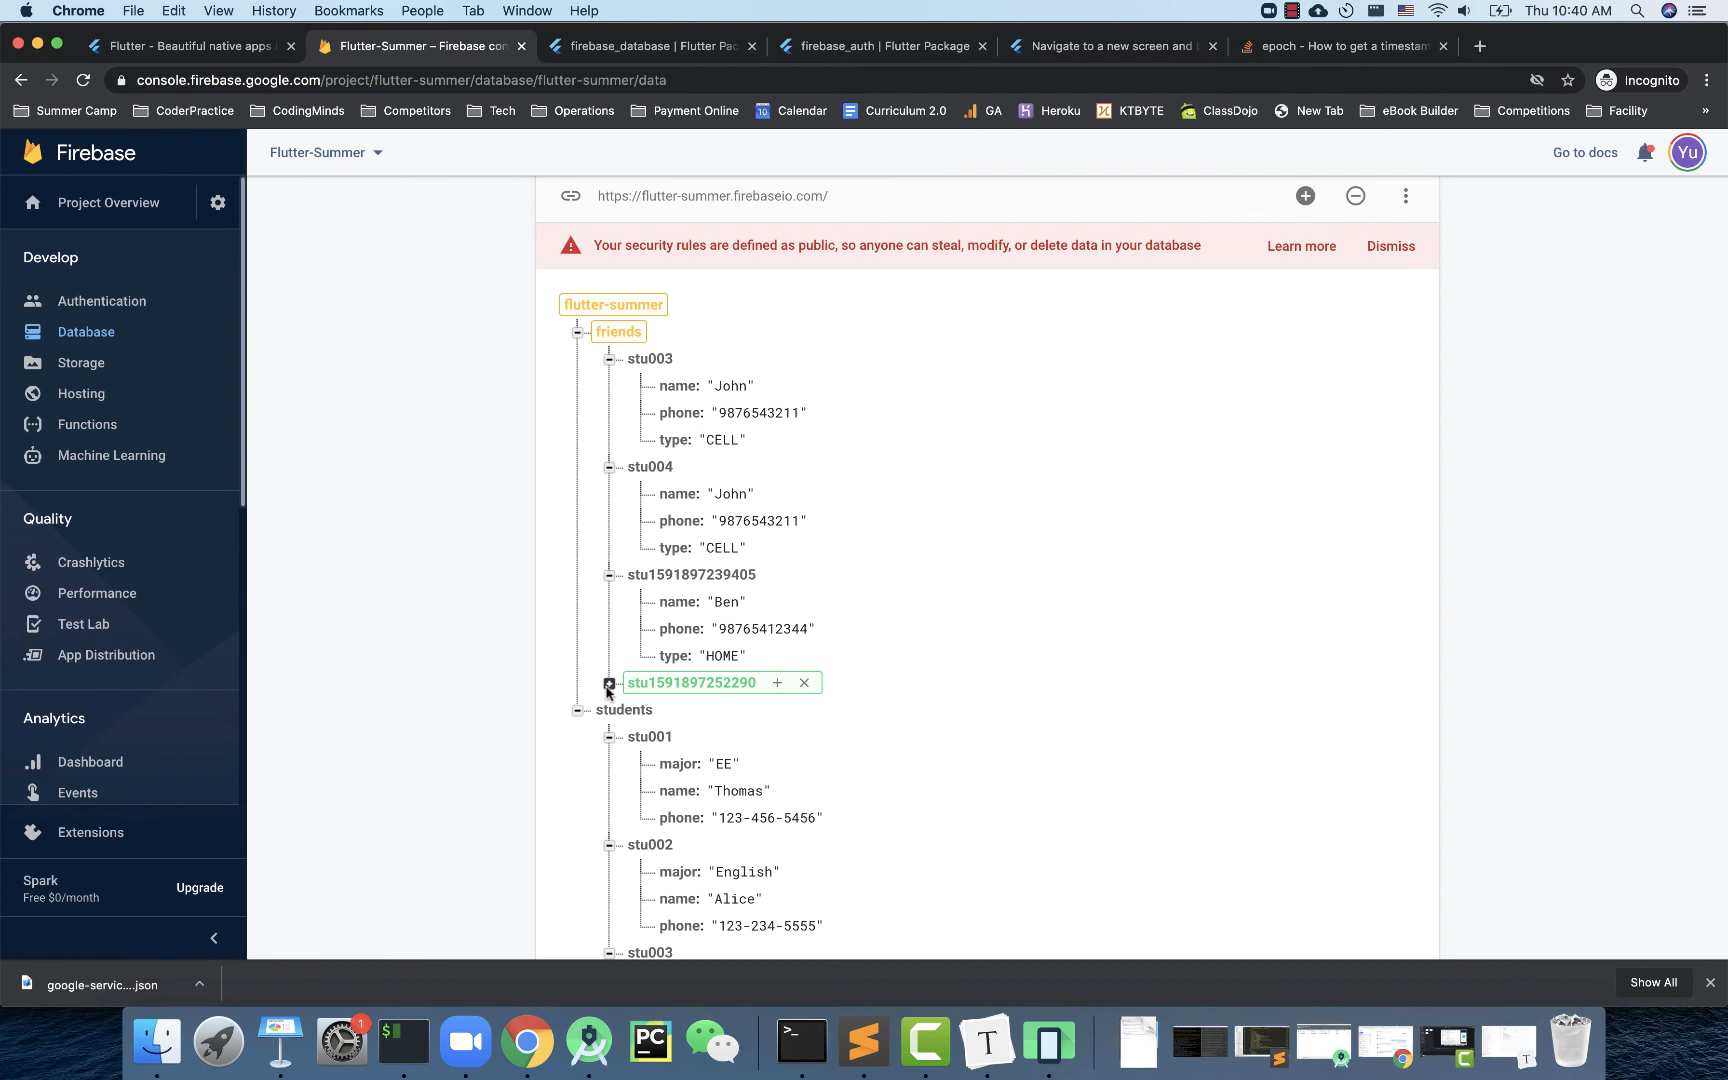 Chrome File Edit View History Bookmarks People Tab Window Help Thu 10:40 AM
Flutter - Beautiful native apps Flutter-Summer – Firebase con firebase_database | Flutter Pac firebase_auth | Flutter Package Navigate to a new screen and b epoch - How to get a timestam
console.firebase.google.com/project/flutter-summer/database/flutter-summer/data Incognito
Summer Camp CoderPractice CodingMinds Competitors Tech Operations Payment Online Calendar Curriculum 2.0 GA Heroku KTBYTE ClassDojo New Tab eBook Builder Competitions Facility »
Firebase Flutter-Summer Go to docs Yu
Project Overview
https://flutter-summer.firebaseio.com/
Your security rules are defined as public, so anyone can steal, modify, or delete data in your database Learn more Dismiss
Develop
Authentication
Database
Storage
Hosting
Functions
Machine Learning
Quality
Crashlytics
Performance
Test Lab
App Distribution
Analytics
Dashboard
Events
Extensions
Spark
Free $0/month
Upgrade
flutter-summer
friends
stu003
name: "John"
phone: "9876543211"
type: "CELL"
stu004
name: "John"
phone: "9876543211"
type: "CELL"
stu1591897239405
name: "Ben"
phone: "98765412344"
type: "HOME"
stu1591897252290
students
stu001
major: "EE"
name: "Thomas"
phone: "123-456-5456"
stu002
major: "English"
name: "Alice"
phone: "123-234-5555"
stu003
google-servic....json Show All
1
$
PC
T